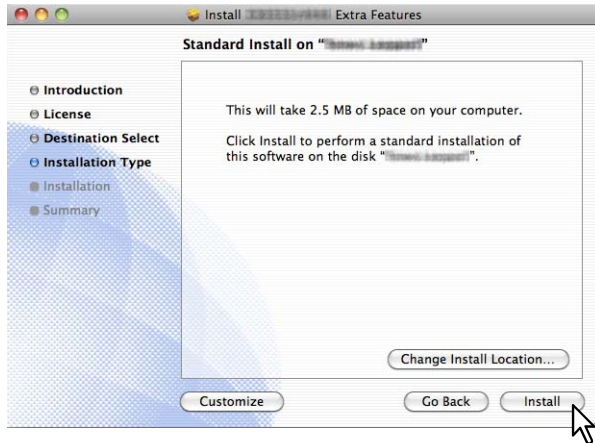 Install Extra Features
Standard Install on “ ”
Introduction
License
Destination Select
Installation Type
Installation
Summary
This will take 2.5 MB of space on your computer.
Click Install to perform a standard installation of
this software on the disk “ ”.
Change Install Location...
Customize
Go Back
Install